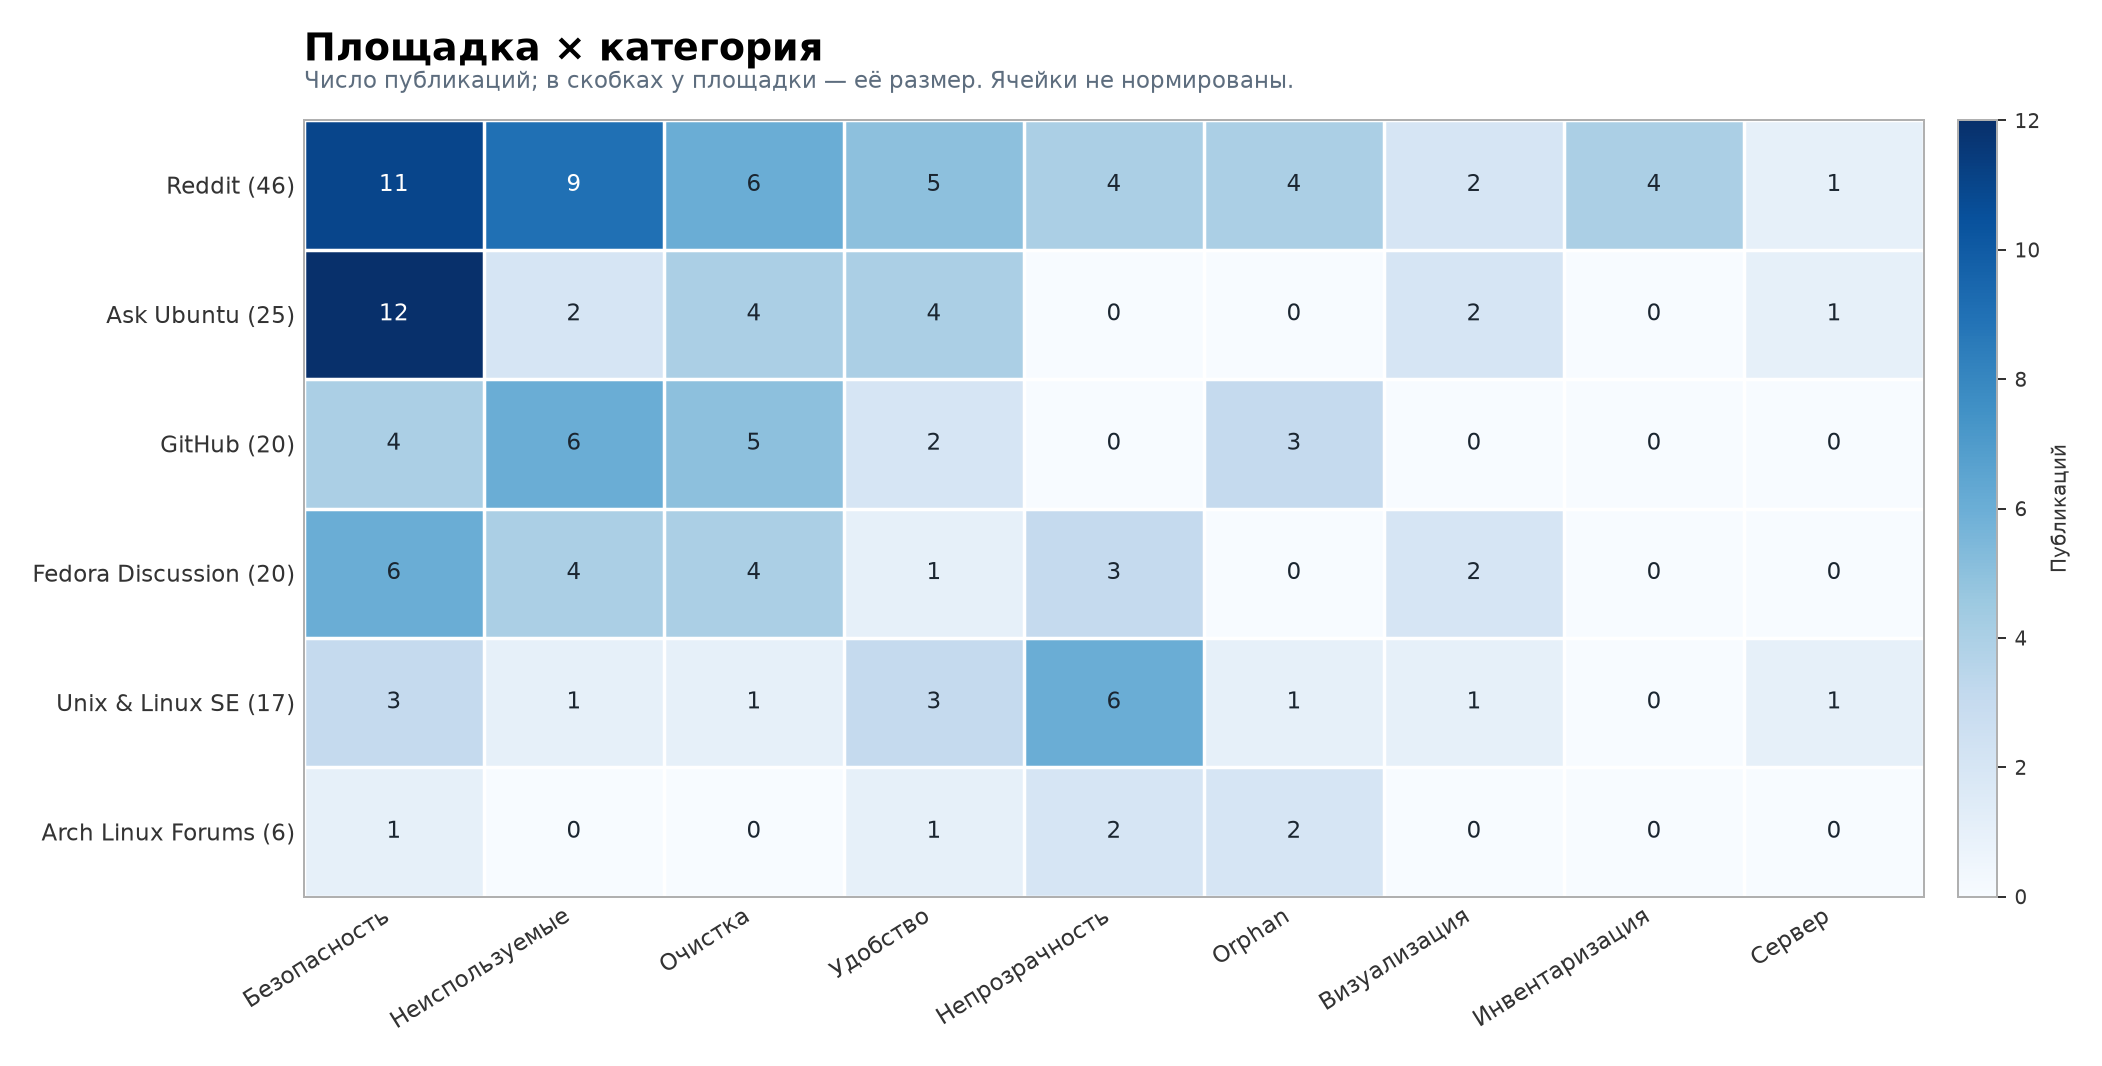 Площадка × категория
Число публикаций; в скобках у площадки — её размер. Ячейки не нормированы.
Reddit (46) 11 9 6 5 4 4 2 4 1
Ask Ubuntu (25) 12 2 4 4 0 0 2 0 1
GitHub (20) 4 6 5 2 0 3 0 0 0
Fedora Discussion (20) 6 4 4 1 3 0 2 0 0
Unix & Linux SE (17) 3 1 1 3 6 1 1 0 1
Arch Linux Forums (6) 1 0 0 1 2 2 0 0 0
Безопасность Неиспользуемые Очистка Удобство Непрозрачность Orphan Визуализация Инвентаризация Сервер
12
10
8
6
4
2
0
Публикаций